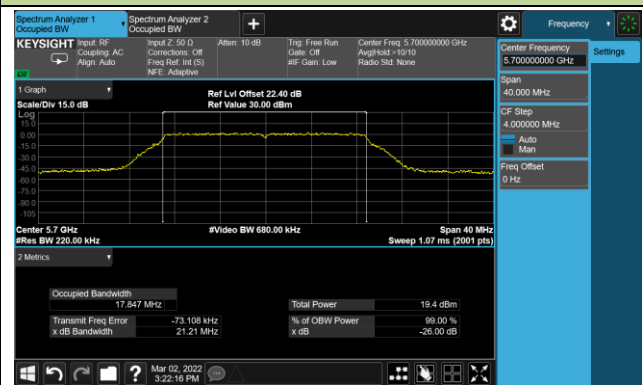 Spectrum Analyzer 1
Occupied BW
Spectrum Analyzer 2
Occupied BW
Frequency
KEYSIGHT
Input: RF
Coupling: AC
Align: Auto
Input Z: 50 Ω
Corrections: Off
Freq Ref: Int (S)
NFE: Adaptive
Atten: 10 dB
Trig: Free Run
Gate: Off
#IF Gain: Low
Center Freq: 5.700000000 GHz
Avg|Hold:>10/10
Radio Std: None
Center Frequency
5.700000000 GHz
Settings
Span
40.000 MHz
CF Step
4.000000 MHz
Auto
Man
Freq Offset
0 Hz
1 Graph
Scale/Div 15.0 dB
Ref Lvl Offset 22.40 dB
Ref Value 30.00 dBm
Log
15.0
0.00
-15.0
-30.0
-45.0
-60.0
-75.0
-90.0
-105
Center 5.7 GHz
#Res BW 220.00 kHz
#Video BW 680.00 kHz
Span 40 MHz
Sweep 1.07 ms (2001 pts)
2 Metrics
Occupied Bandwidth
17.847 MHz
Total Power 19.4 dBm
Transmit Freq Error -73.108 kHz
% of OBW Power 99.00 %
x dB Bandwidth 21.21 MHz
x dB -26.00 dB
?
Mar 02, 2022
3:22:16 PM